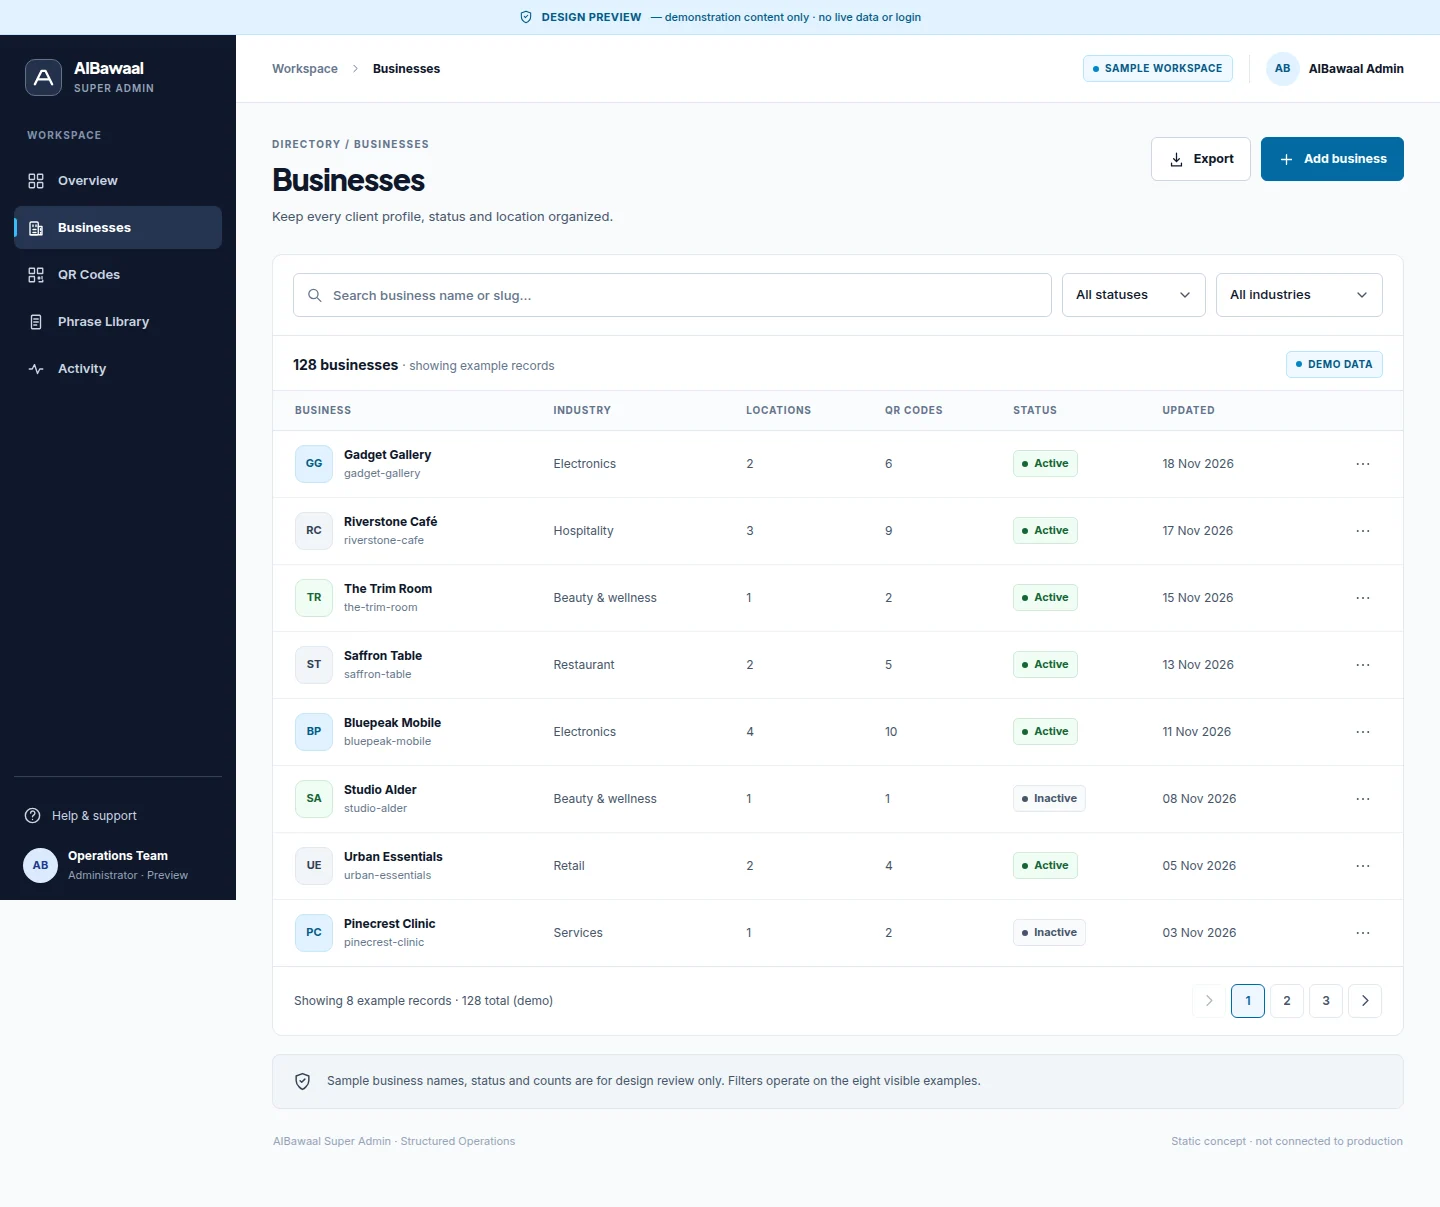 DESIGN PREVIEW — demonstration content only · no live data or login
AlBawaal
SUPER ADMIN
WORKSPACE
Overview
Businesses
QR Codes
Phrase Library
Activity
Help & support
AB
Operations Team
Administrator · Preview
Workspace > Businesses
SAMPLE WORKSPACE
AB
AlBawaal Admin
DIRECTORY / BUSINESSES
Businesses
Keep every client profile, status and location organized.
Export
Add business
Search business name or slug...
All statuses
All industries
128 businesses · showing example records
DEMO DATA
BUSINESS INDUSTRY LOCATIONS QR CODES STATUS UPDATED
GG Gadget Gallery Electronics 2 6 Active 18 Nov 2026 ···
gadget-gallery
RC Riverstone Café Hospitality 3 9 Active 17 Nov 2026 ···
riverstone-cafe
TR The Trim Room Beauty & wellness 1 2 Active 15 Nov 2026 ···
the-trim-room
ST Saffron Table Restaurant 2 5 Active 13 Nov 2026 ···
saffron-table
BP Bluepeak Mobile Electronics 4 10 Active 11 Nov 2026 ···
bluepeak-mobile
SA Studio Alder Beauty & wellness 1 1 Inactive 08 Nov 2026 ···
studio-alder
UE Urban Essentials Retail 2 4 Active 05 Nov 2026 ···
urban-essentials
PC Pinecrest Clinic Services 1 2 Inactive 03 Nov 2026 ···
pinecrest-clinic
Showing 8 example records · 128 total (demo)
1 2 3
Sample business names, status and counts are for design review only. Filters operate on the eight visible examples.
AlBawaal Super Admin · Structured Operations
Static concept · not connected to production